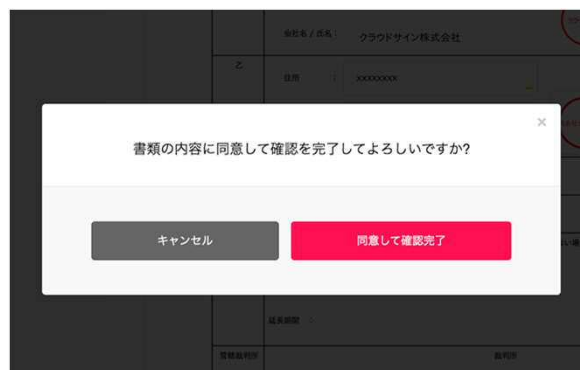 会社名 / 氏名 :
クラウドサイン株式会社
乙
住所 :
xxxxxxxx
×
書類の内容に同意して確認を完了してよろしいですか?
キャンセル
同意して確認完了
延長期間 :
管轄裁判所
裁判所